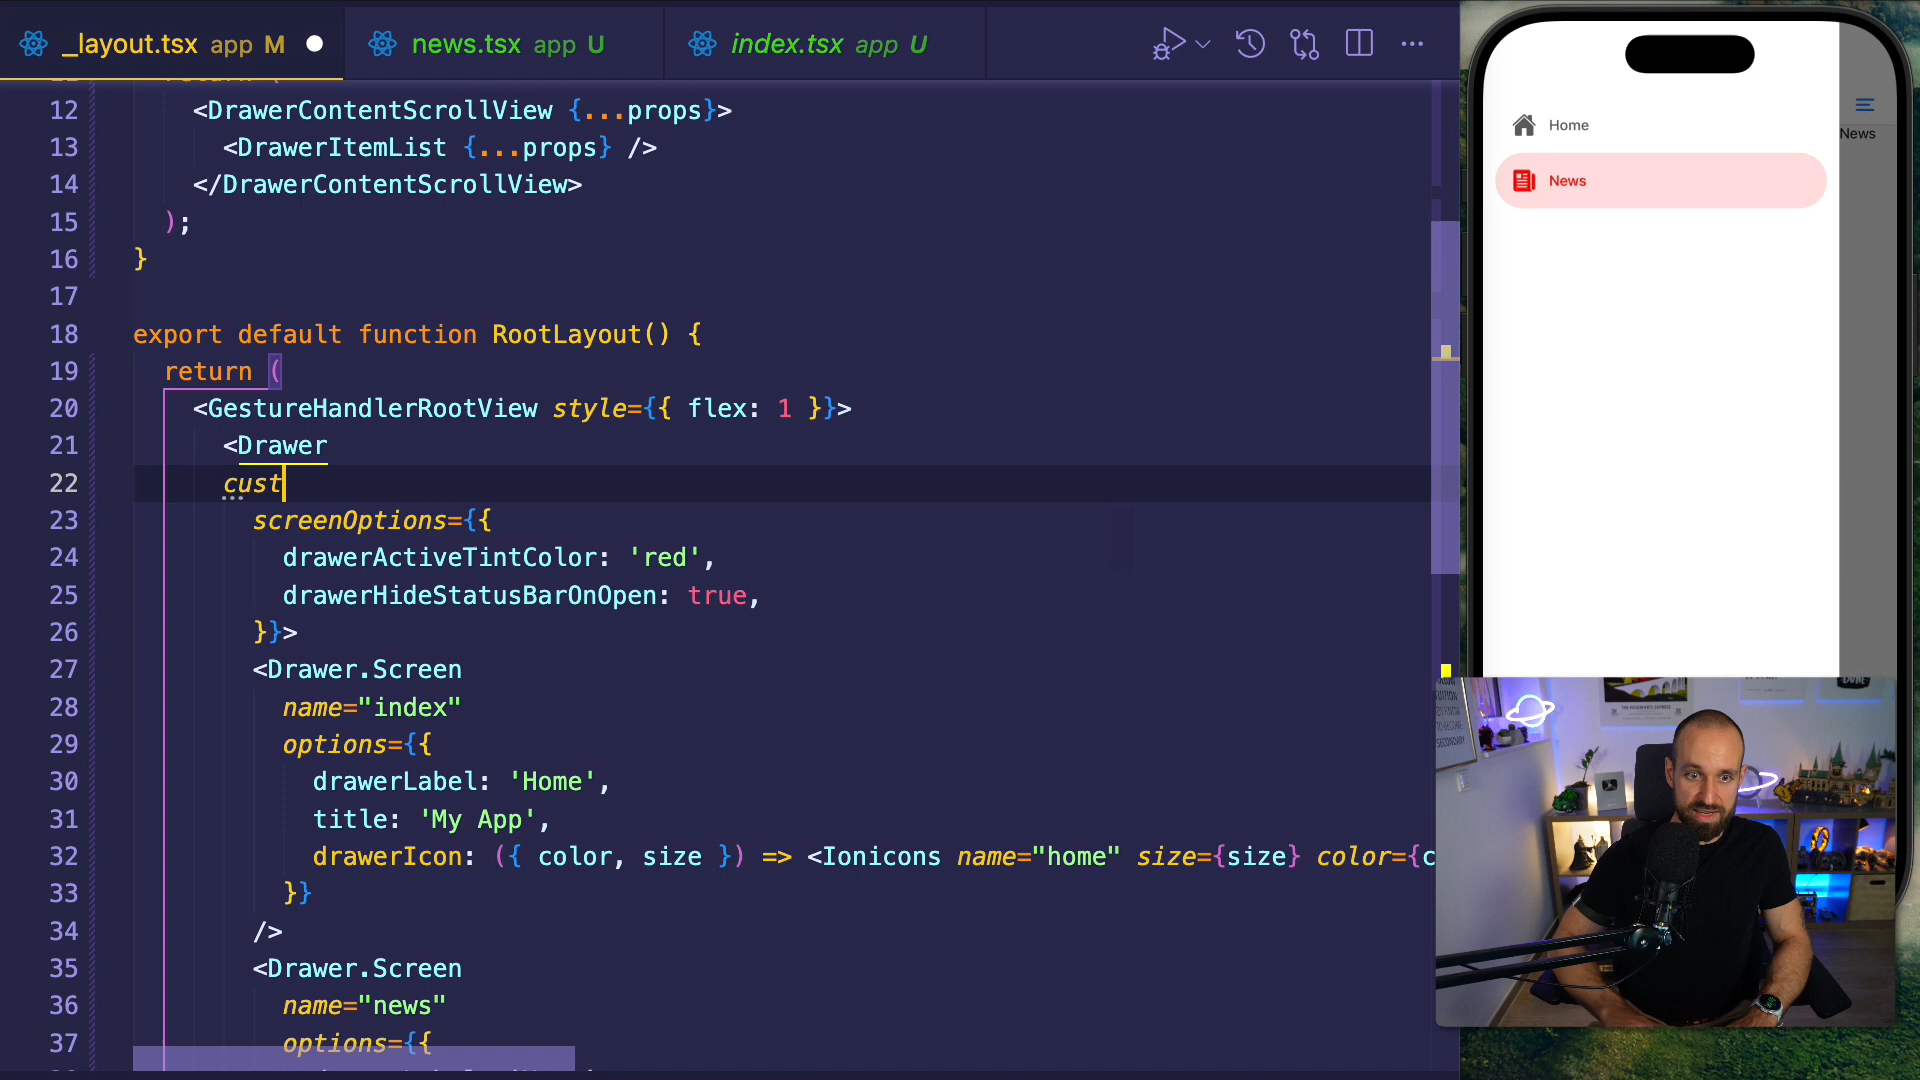 _layout.tsx app M
news.tsx app U
index.tsx app U
12 <DrawerContentScrollView {...props}>
13 <DrawerItemList {...props} />
14 </DrawerContentScrollView>
15 );
16 }
17
18 export default function RootLayout() {
19 return (
20 <GestureHandlerRootView style={{ flex: 1 }}>
21 <Drawer
22 cust
23 screenOptions={{
24 drawerActiveTintColor: 'red',
25 drawerHideStatusBarOnOpen: true,
26 }}>
27 <Drawer.Screen
28 name="index"
29 options={{
30 drawerLabel: 'Home',
31 title: 'My App',
32 drawerIcon: ({ color, size }) => <Ionicons name="home" size={size} color={c
33 }}
34 />
35 <Drawer.Screen
36 name="news"
37 options={{
Home
News
News